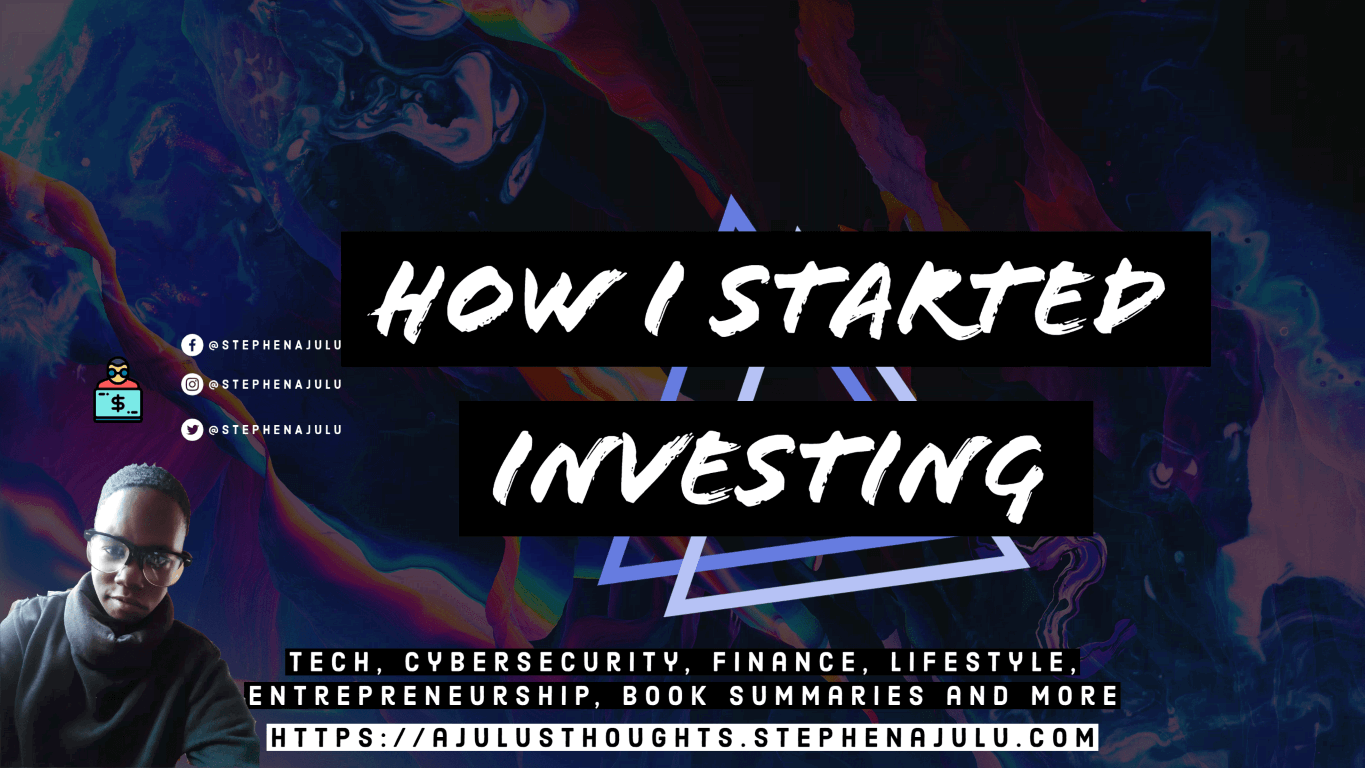 HOW I STARTED
INVESTING
@STEPHENAJULU
@STEPHENAJULU
@STEPHENAJULU
$
TECH, CYBERSECURITY, FINANCE, LIFESTYLE,
ENTREPRENEURSHIP, BOOK SUMMARIES AND MORE
HTTPS://AJULUSTHOUGHTS.STEPHENAJULU.COM